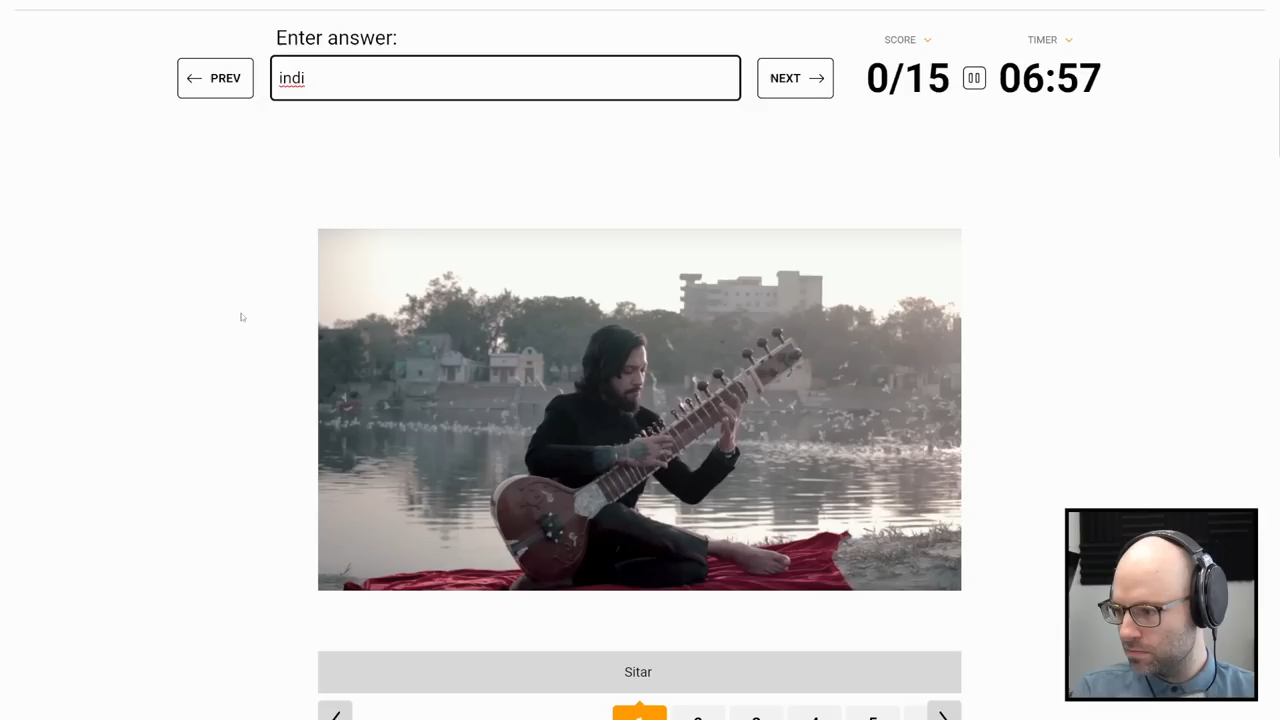 Enter answer:
SCORE
TIMER
← PREV
indi
NEXT →
0/15
06:57
Sitar